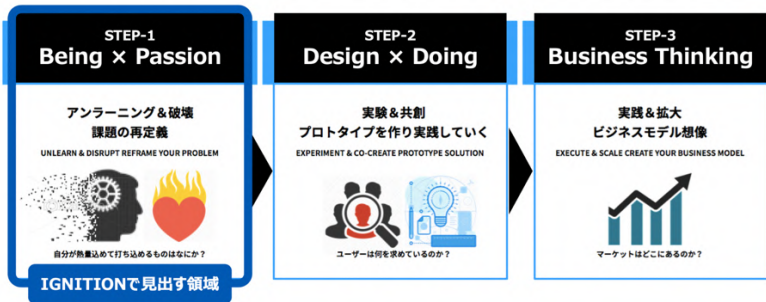 STEP-1
Being × Passion
アンラーニング＆破壊
課題の再定義
UNLEARN & DISRUPT REFRAME YOUR PROBLEM
自分が熱量込めて打ち込めるものはなにか？
IGNITIONで見出す領域
STEP-2
Design × Doing
実験＆共創
プロトタイプを作り実践していく
EXPERIMENT & CO-CREATE PROTOTYPE SOLUTION
ユーザーは何を求めているのか？
STEP-3
Business Thinking
実践＆拡大
ビジネスモデル想像
EXECUTE & SCALE CREATE YOUR BUSINESS MODEL
マーケットはどこにあるのか？